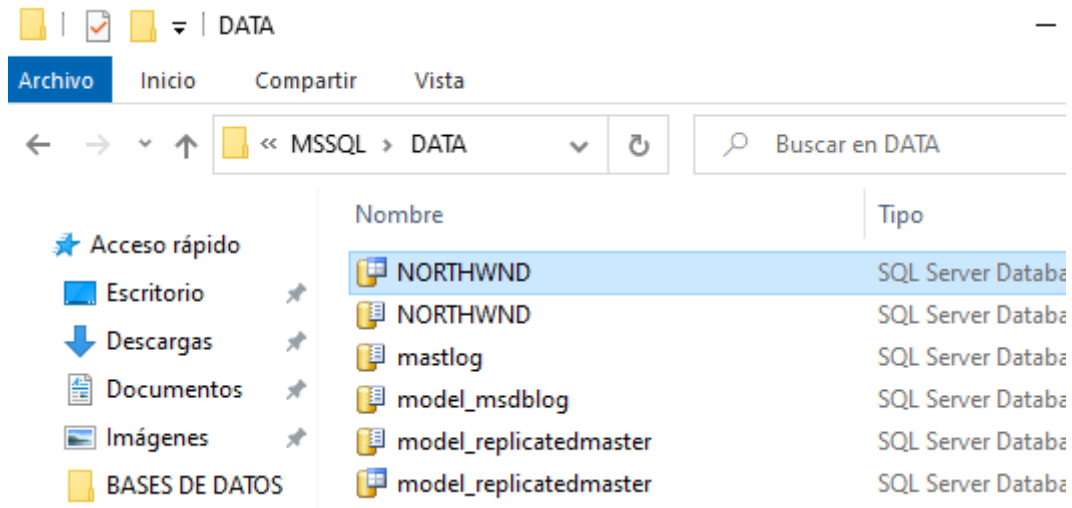 DATA
Archivo Inicio Compartir Vista
« MSSQL > DATA Buscar en DATA
Nombre Tipo
Acceso rápido
NORTHWND SQL Server Databa
Escritorio
NORTHWND SQL Server Databa
Descargas
mastlog SQL Server Databa
Documentos
model_msdblog SQL Server Databa
Imágenes
model_replicatedmaster SQL Server Databa
BASES DE DATOS
model_replicatedmaster SQL Server Databa